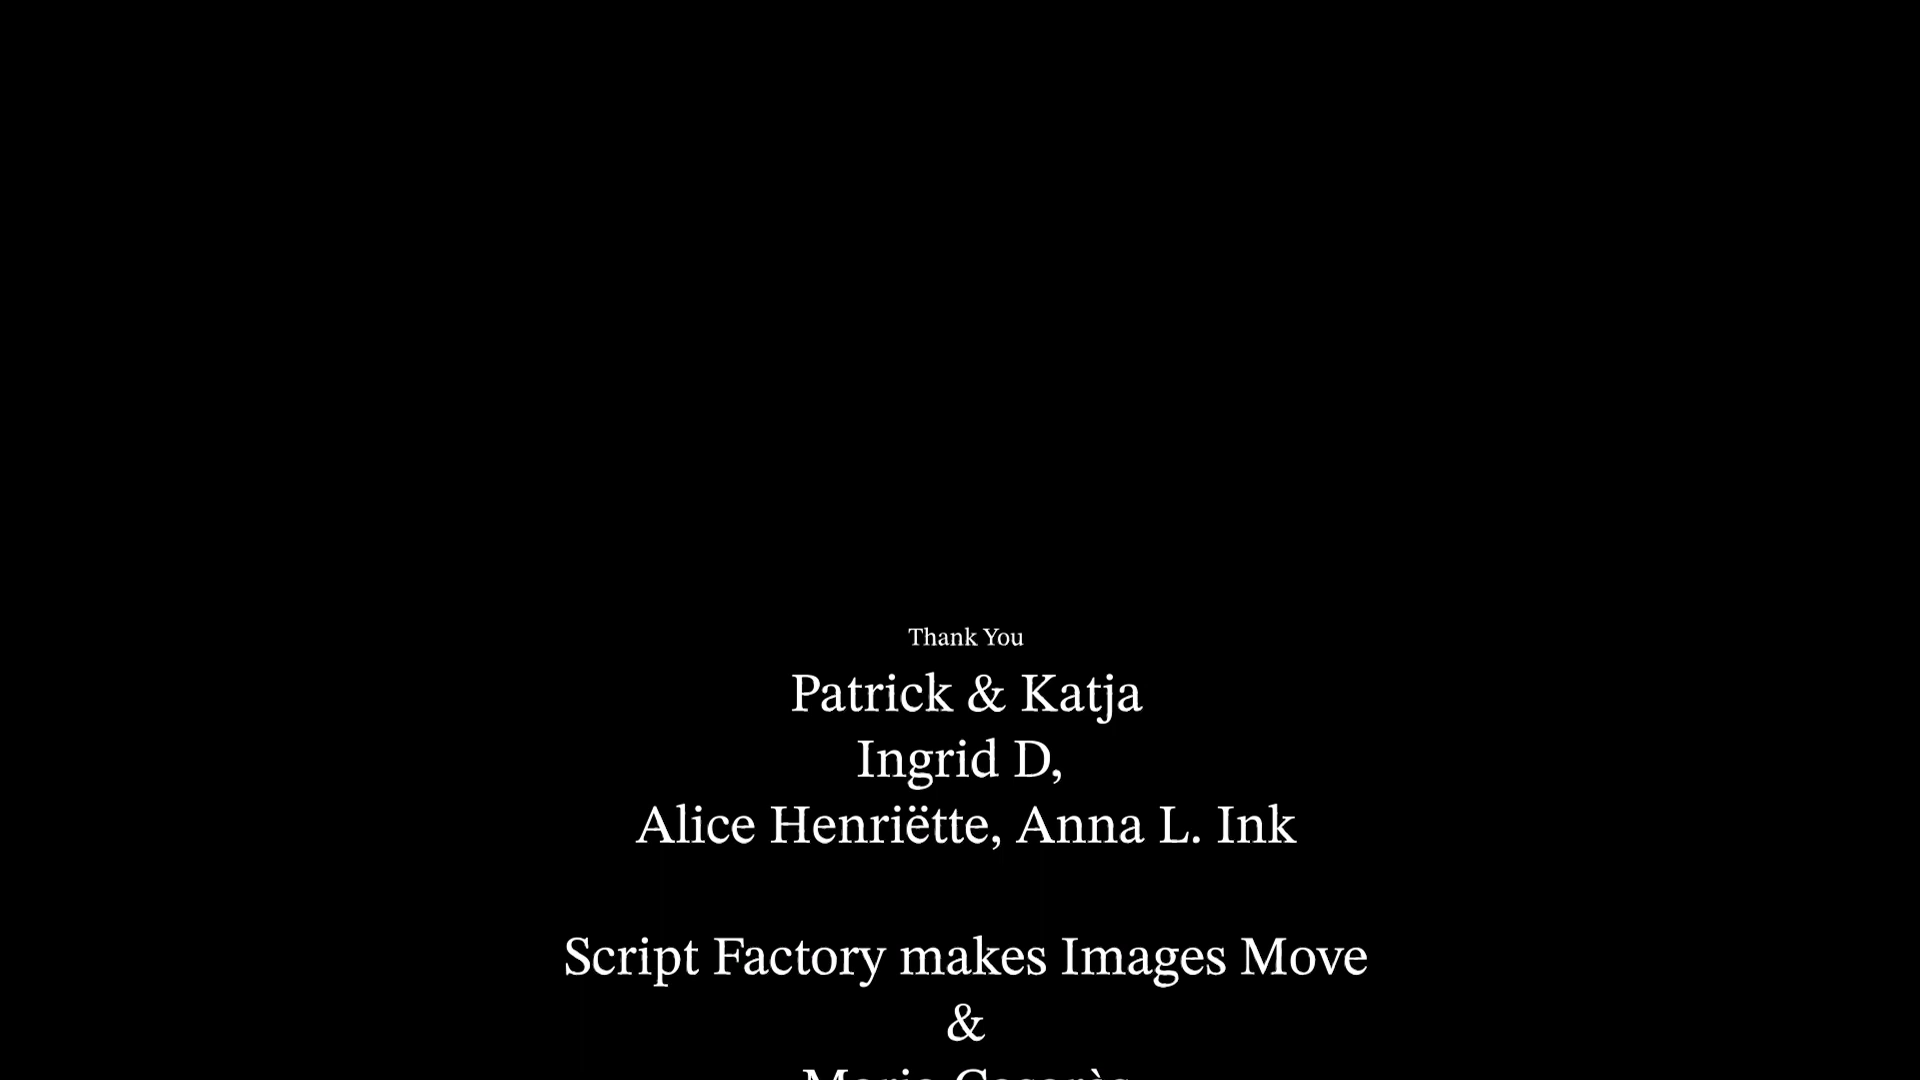 Thank You
Patrick & Katja
Ingrid D,
Alice Henriëtte, Anna L. Ink
Script Factory makes Images Move
&